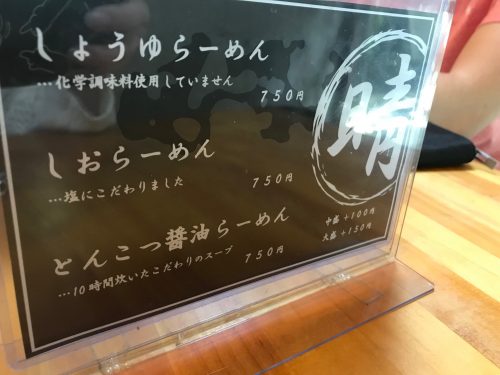 しょうゆらーめん
…化学調味料使用していません
750円
しおらーめん
…塩にこだわりました
750円
とんこつ醤油らーめん
…10時間炊いたこだわりのスープ
750円
中盛+100円
大盛+150円
晴